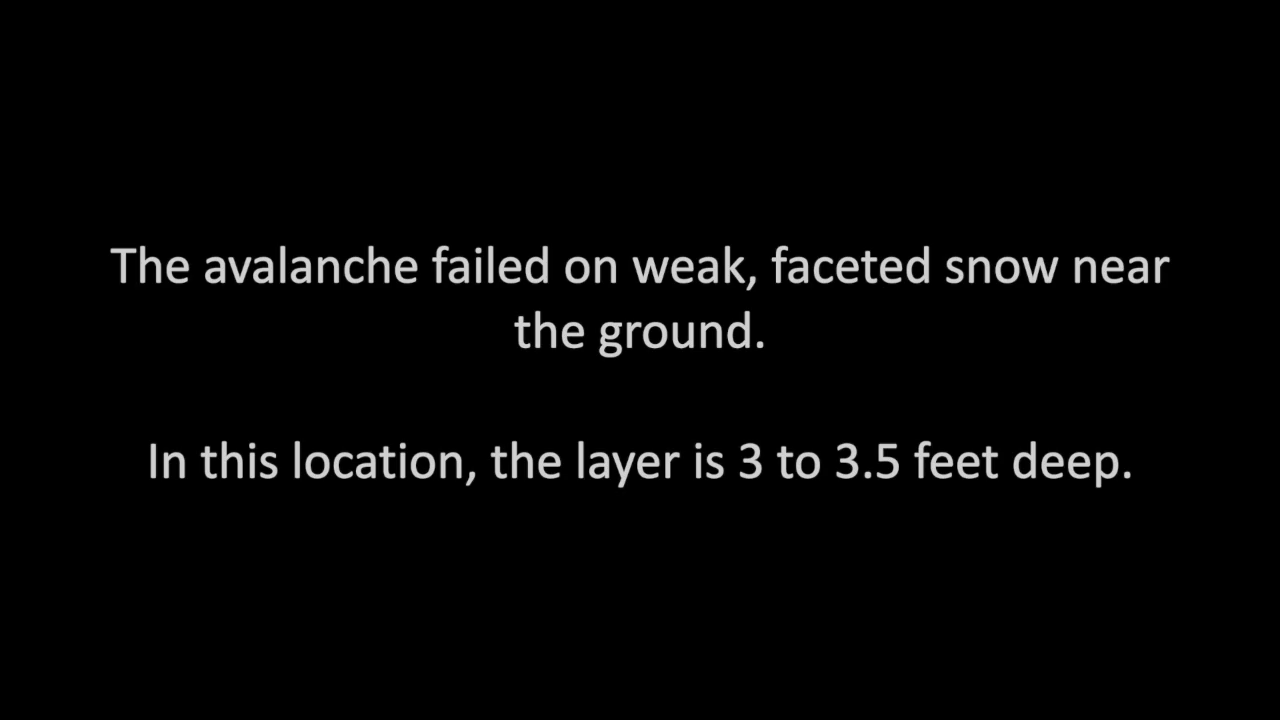 The avalanche failed on weak, faceted snow near
the ground.
In this location, the layer is 3 to 3.5 feet deep.